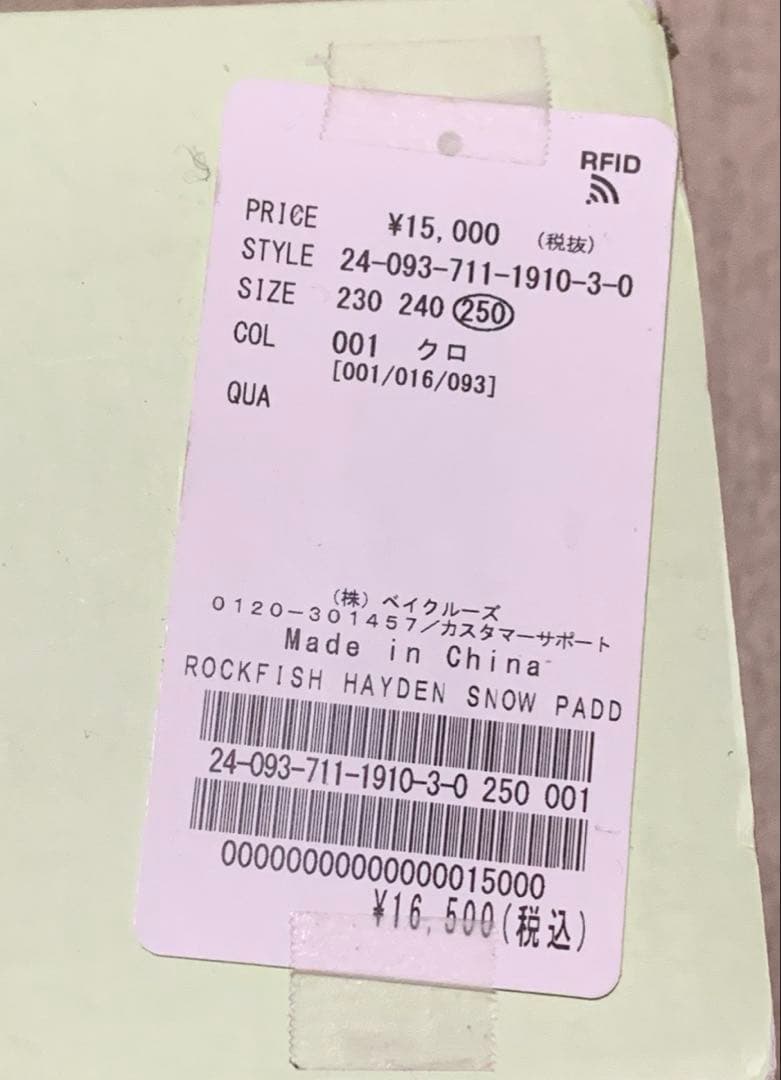 RFID
PRICE ¥15,000 (税抜)
STYLE 24-093-711-1910-3-0
SIZE 230 240 250
COL 001 クロ
[001/016/093]
QUA
(株) ベイクルーズ
0120-301457/カスタマーサポート
Made in China
ROCKFISH HAYDEN SNOW PADD
24-093-711-1910-3-0 250 001
00000000000000015000
¥16,500(税込)